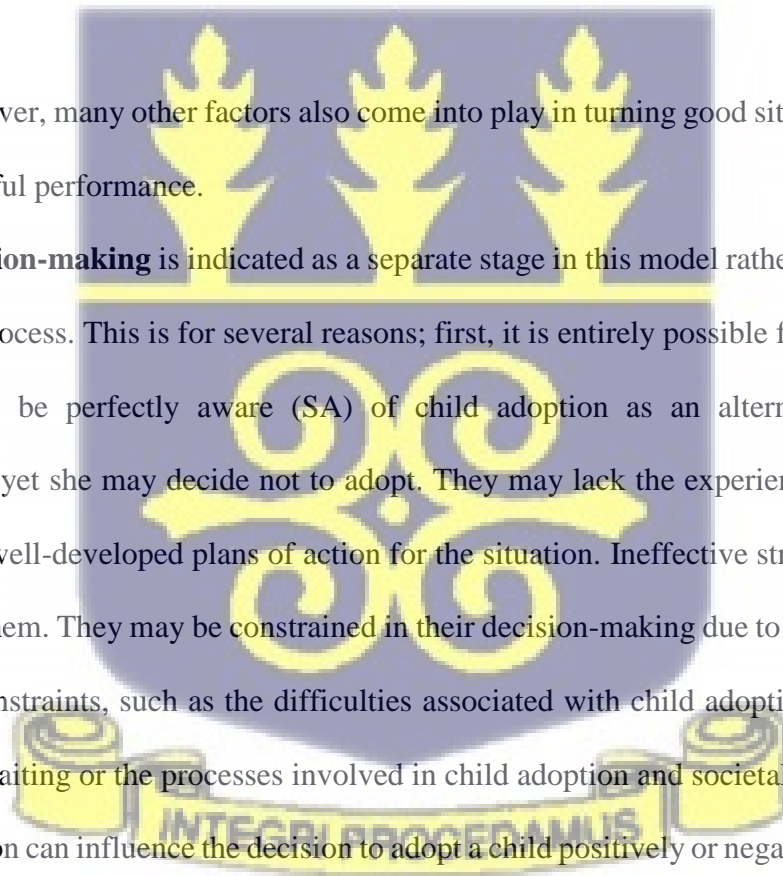 ver, many other factors also come into play in turning good sit
ful performance.
ion-making is indicated as a separate stage in this model rathe
ocess. This is for several reasons; first, it is entirely possible f
be perfectly aware (SA) of child adoption as an altern
yet she may decide not to adopt. They may lack the experien
well-developed plans of action for the situation. Ineffective str
hem. They may be constrained in their decision-making due to
nstraints, such as the difficulties associated with child adopti
aiting or the processes involved in child adoption and societal
INTEGRI PROCEDAMUS
on can influence the decision to adopt a child positively or nega